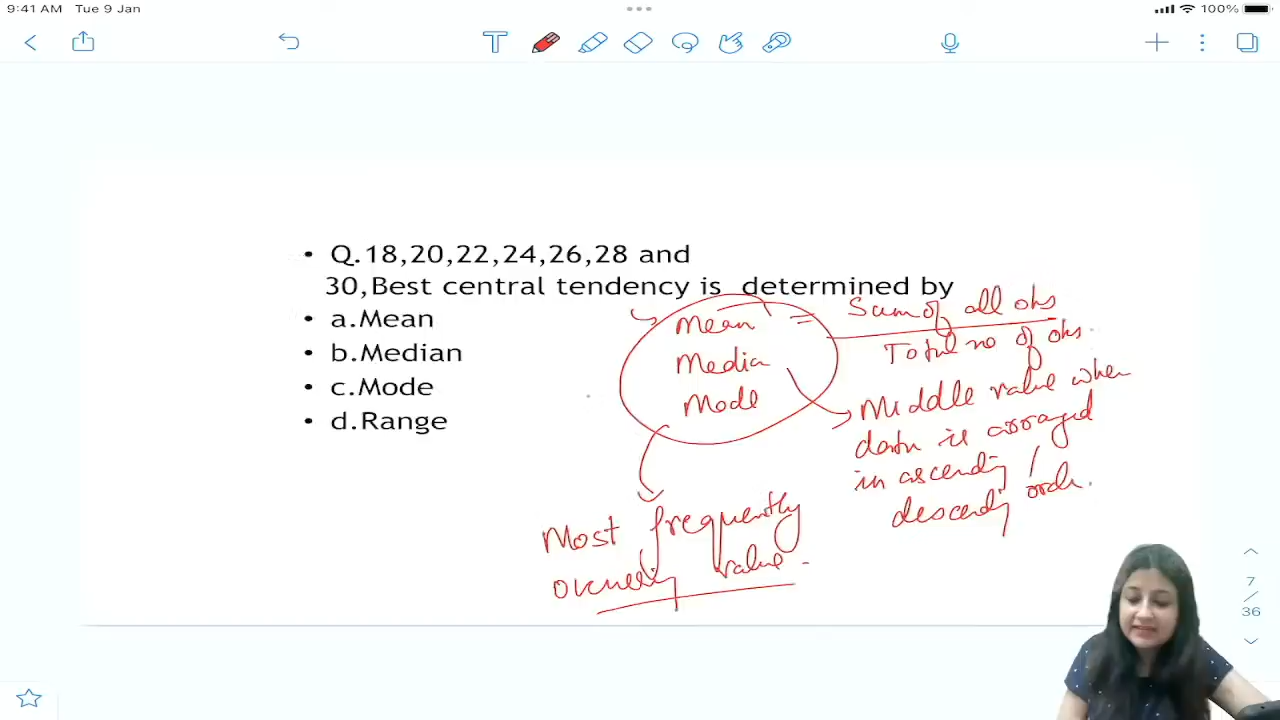 9:41 AM Tue 9 Jan
100%
T
• Q.18,20,22,24,26,28 and
30,Best central tendency is determined by
• a.Mean
• b.Median
• c.Mode
• d.Range
Mean = Sum of all obs
Total no of obs
Media
Mode
Middle value when
data is arranged
in ascending /
descending order.
Most frequently
occuring value.
7
/
36